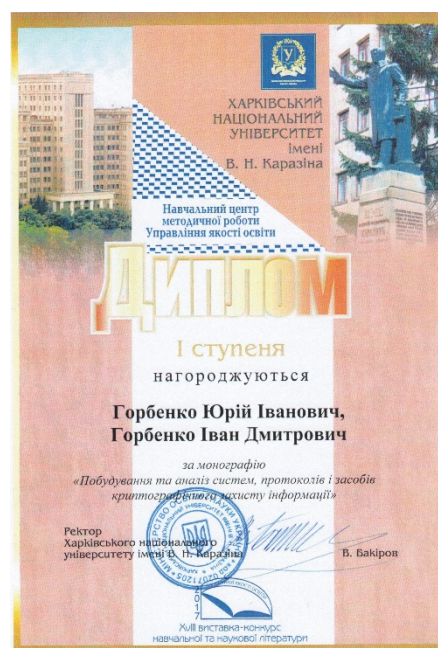 ХАРКІВСЬКИЙ
НАЦІОНАЛЬНИЙ
УНІВЕРСИТЕТ
імені
В. Н. Каразіна
Навчальний центр
методичної роботи
Управління якості освіти
Диплом
І ступеня
нагороджуються
Горбенко Юрій Іванович,
Горбенко Іван Дмитрович
за монографію
«Побудування та аналіз систем, протоколів і засобів
криптографічного захисту інформації»
Ректор
Харківського національного
університету імені В. Н. Каразіна
В. Бакіров
2017
XVIII виставка-конкурс
навчальної та наукової літератури